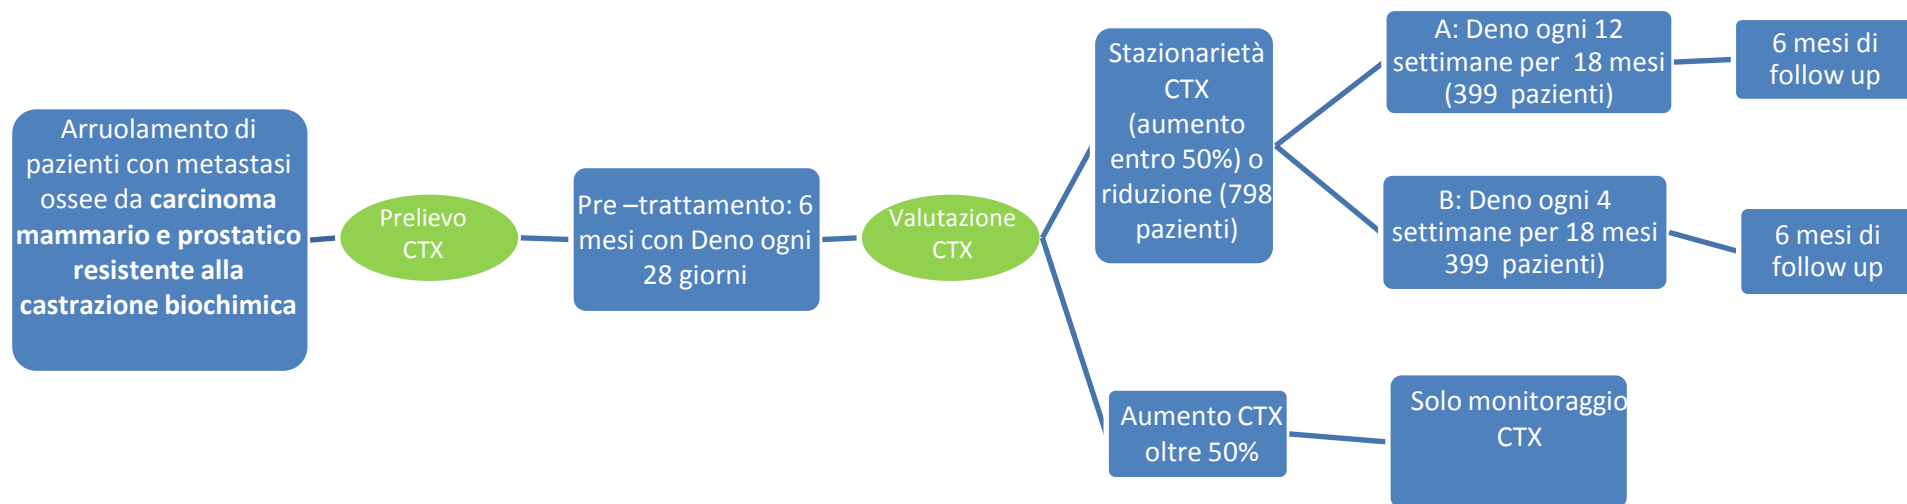 Arruolamento di
pazienti con metastasi
ossee da carcinoma
mammario e prostatico
resistente alla
castrazione biochimica
Prelievo
CTX
Pre –trattamento: 6
mesi con Deno ogni
28 giorni
Valutazione
CTX
Stazionarietà
CTX
(aumento
entro 50%) o
riduzione (798
pazienti)
A: Deno ogni 12
settimane per 18 mesi
(399 pazienti)
6 mesi di
follow up
B: Deno ogni 4
settimane per 18 mesi
399 pazienti)
6 mesi di
follow up
Aumento CTX
oltre 50%
Solo monitoraggio
CTX